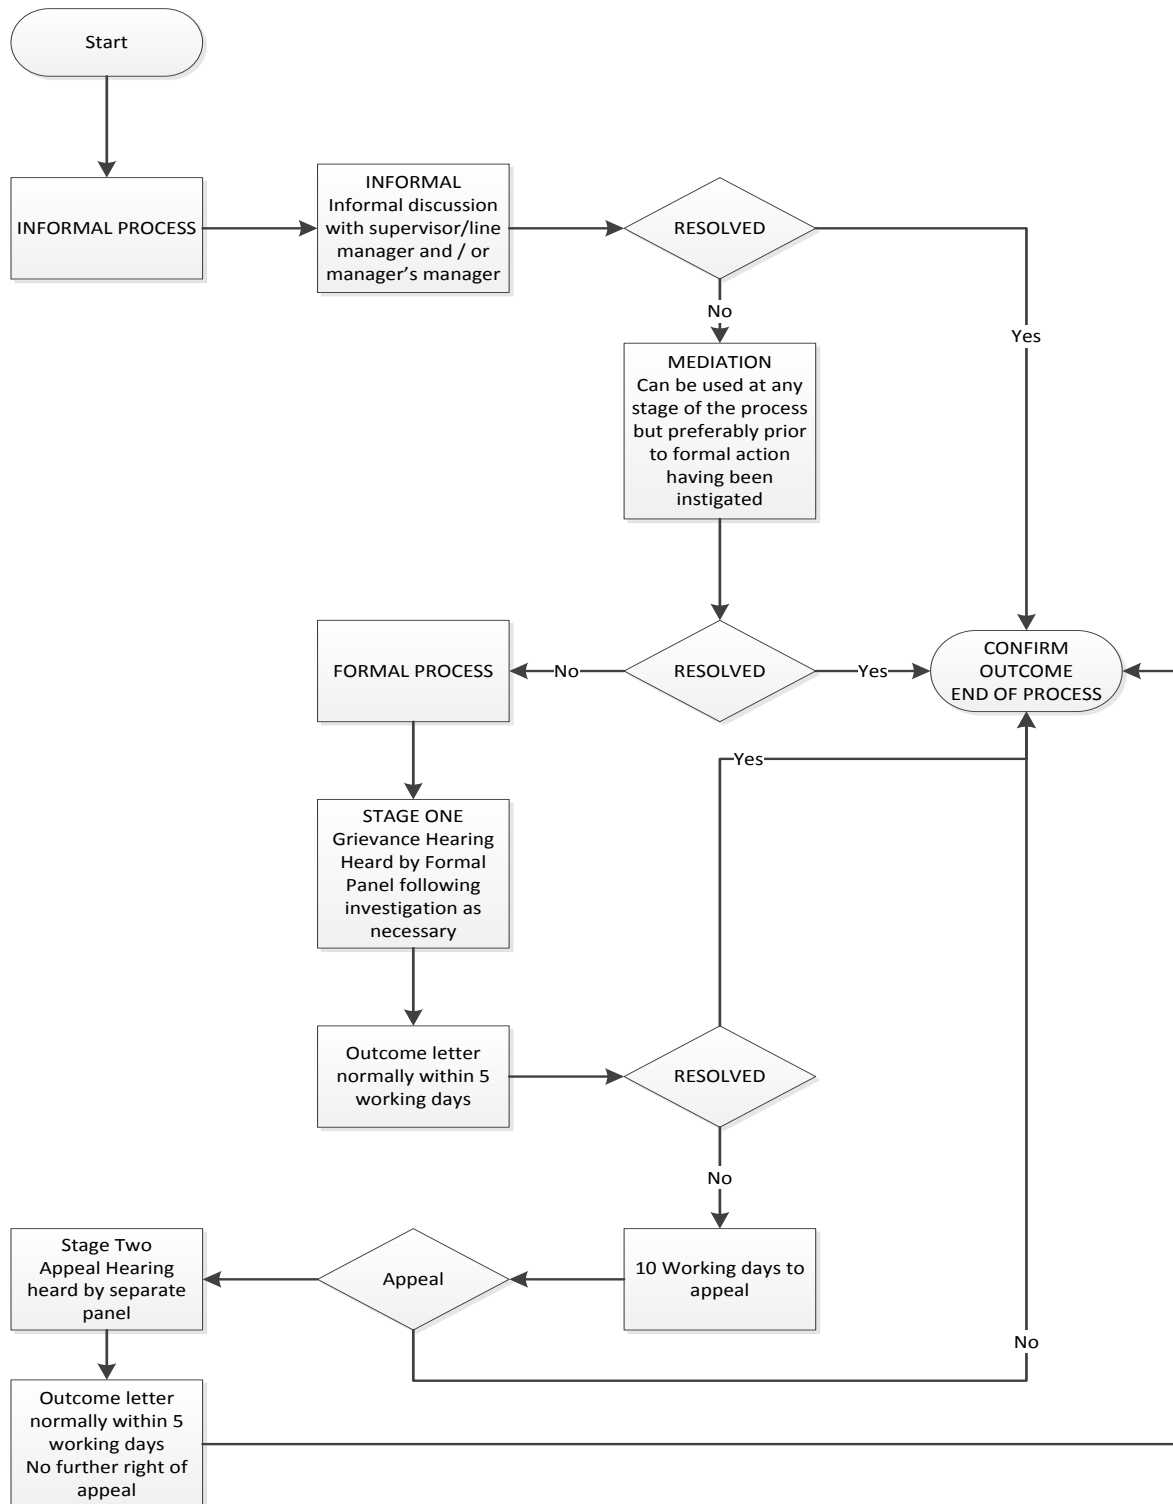 Start
INFORMAL PROCESS
INFORMAL
Informal discussion
with supervisor/line
manager and / or
manager’s manager
RESOLVED
No
Yes
MEDIATION
Can be used at any
stage of the process
but preferably prior
to formal action
having been
instigated
FORMAL PROCESS
No
RESOLVED
Yes
CONFIRM
OUTCOME
END OF PROCESS
Yes
STAGE ONE
Grievance Hearing
Heard by Formal
Panel following
investigation as
necessary
Outcome letter
normally within 5
working days
RESOLVED
No
Stage Two
Appeal Hearing
heard by separate
panel
Appeal
10 Working days to
appeal
No
Outcome letter
normally within 5
working days
No further right of
appeal